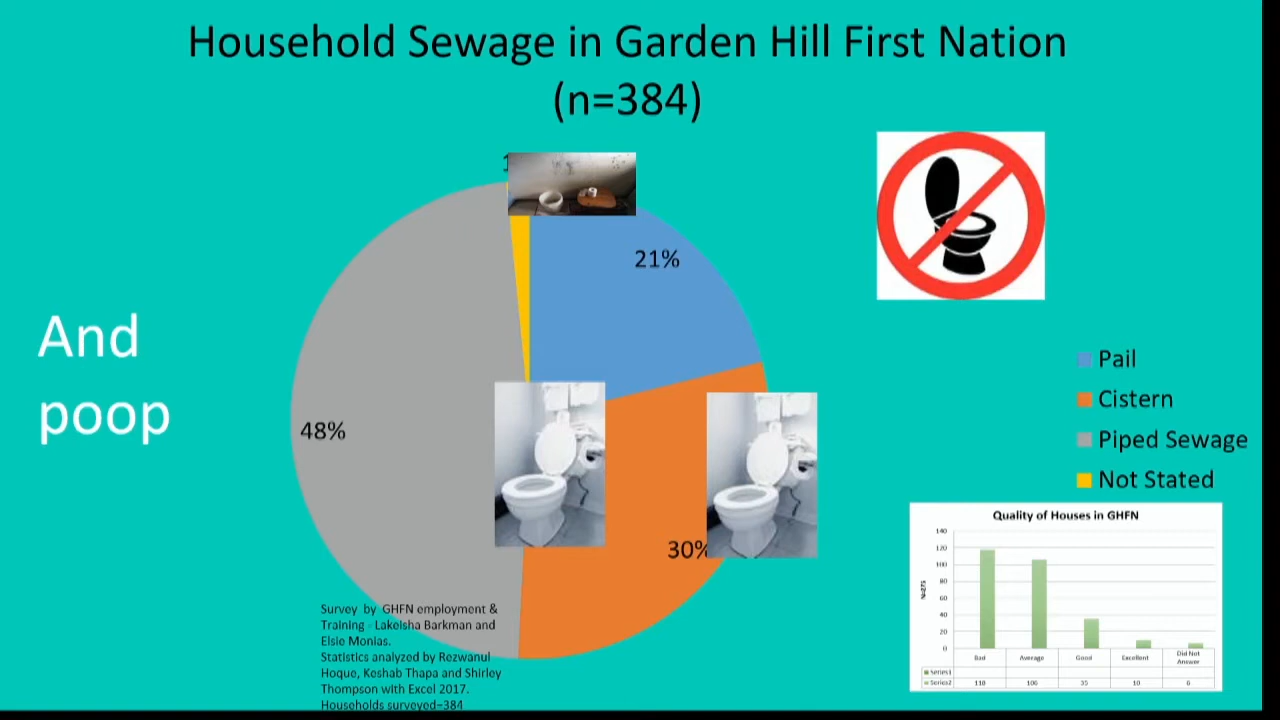 Household Sewage in Garden Hill First Nation
(n=384)
21%
And
poop
48%
30%
Pail
Cistern
Piped Sewage
Not Stated
Survey by GHFN employment &
Training - Lakeisha Barkman and
Elsie Monias.
Statistics analyzed by Rezwanul
Hoque, Keshab Thapa and Shirley
Thompson with Excel 2017.
Households surveyed=384
Quality of Houses in GHFN
140
120
100
80
60
40
20
0
Bad Average Good Excellent Did Not Answer
Series1
Series2 118 106 35 10 6